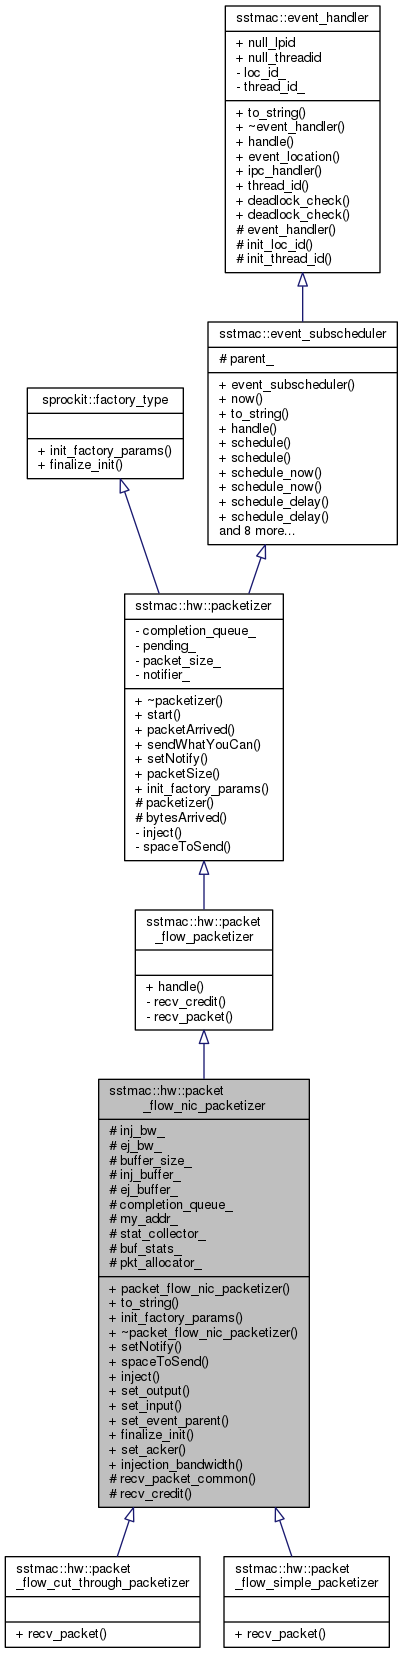 sstmac::event_handler
+ null_lpid
+ null_threadid
- loc_id_
- thread_id_
+ to_string()
+ ~event_handler()
+ handle()
+ event_location()
+ ipc_handler()
+ thread_id()
+ deadlock_check()
+ deadlock_check()
# event_handler()
# init_loc_id()
# init_thread_id()
sstmac::event_subscheduler
# parent_
+ event_subscheduler()
+ now()
+ to_string()
+ handle()
+ schedule()
+ schedule()
+ schedule_now()
+ schedule_now()
+ schedule_delay()
+ schedule_delay()
and 8 more...
sprockit::factory_type
+ init_factory_params()
+ finalize_init()
sstmac::hw::packetizer
- completion_queue_
- pending_
- packet_size_
- notifier_
+ ~packetizer()
+ start()
+ packetArrived()
+ sendWhatYouCan()
+ setNotify()
+ packetSize()
+ init_factory_params()
# packetizer()
# bytesArrived()
- inject()
- spaceToSend()
sstmac::hw::packet
_flow_packetizer
+ handle()
- recv_credit()
- recv_packet()
sstmac::hw::packet
_flow_nic_packetizer
# inj_bw_
# ej_bw_
# buffer_size_
# inj_buffer_
# ej_buffer_
# completion_queue_
# my_addr_
# stat_collector_
# buf_stats_
# pkt_allocator_
+ packet_flow_nic_packetizer()
+ to_string()
+ init_factory_params()
+ ~packet_flow_nic_packetizer()
+ setNotify()
+ spaceToSend()
+ inject()
+ set_output()
+ set_input()
+ set_event_parent()
+ finalize_init()
+ set_acker()
+ injection_bandwidth()
# recv_packet_common()
# recv_credit()
sstmac::hw::packet
_flow_cut_through_packetizer
+ recv_packet()
sstmac::hw::packet
_flow_simple_packetizer
+ recv_packet()